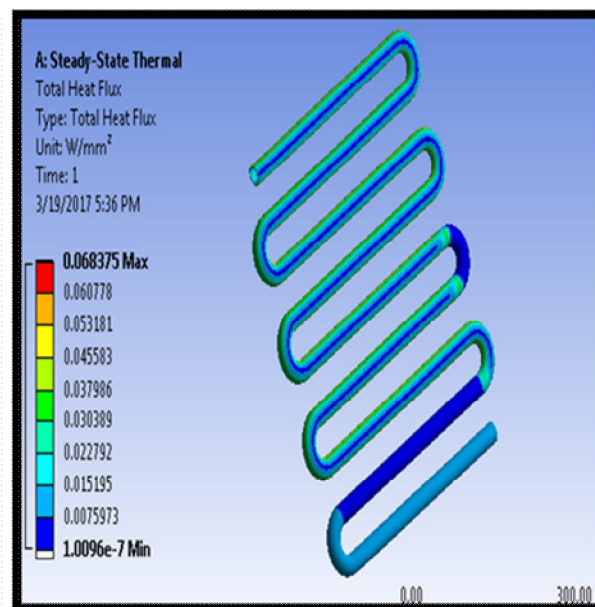 A: Steady-State Thermal
Total Heat Flux
Type: Total Heat Flux
Unit: W/mm²
Time: 1
3/19/2017 5:36 PM
0.068375 Max
0.060778
0.053181
0.045583
0.037986
0.030389
0.022792
0.015195
0.0075973
1.0096e-7 Min
0.00 300.00